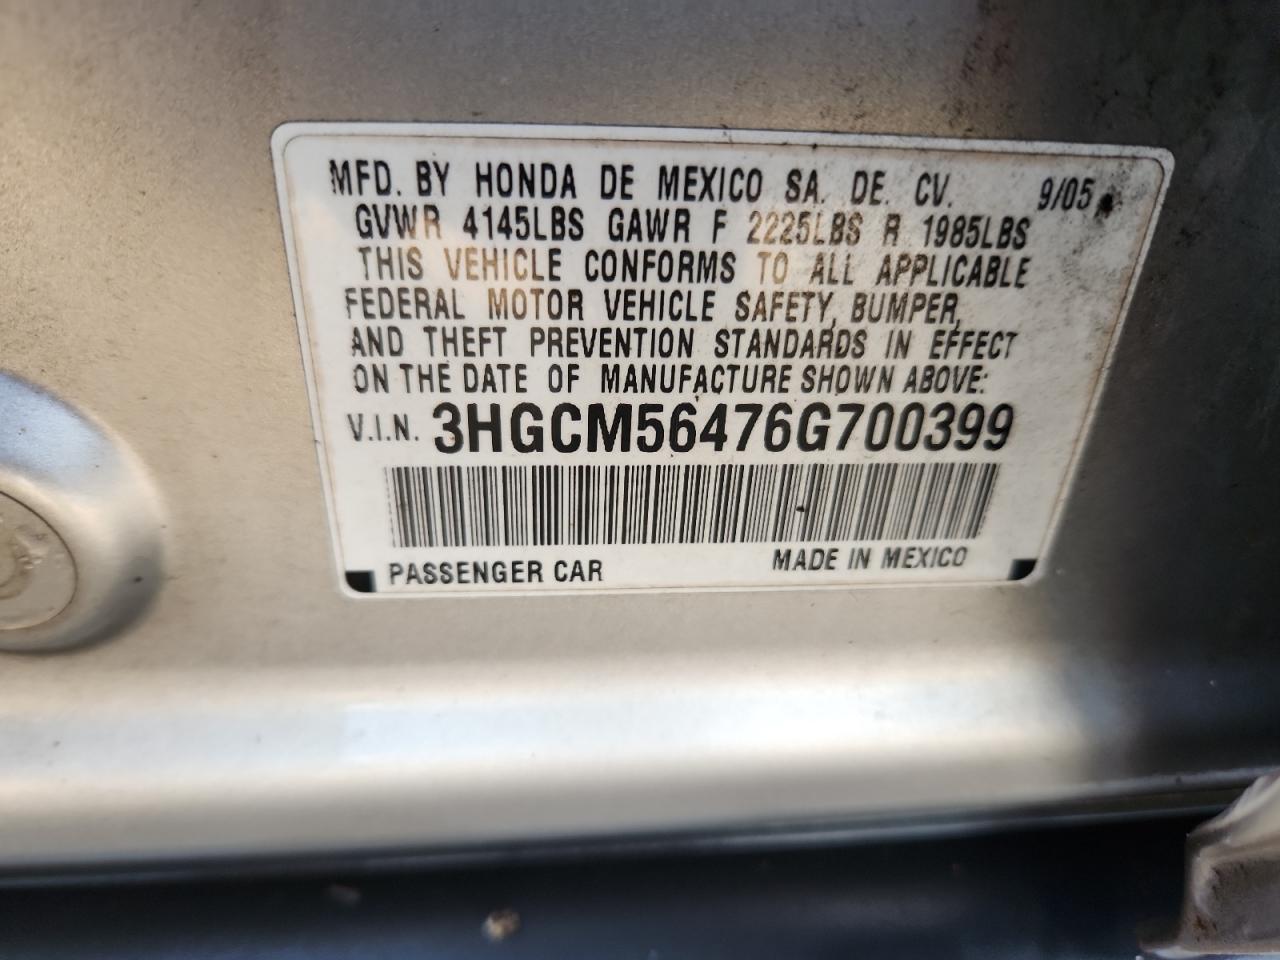 MFD. BY HONDA DE MEXICO SA. DE. CV. 9/05
GVWR 4145LBS GAWR F 2225LBS R 1985LBS
THIS VEHICLE CONFORMS TO ALL APPLICABLE
FEDERAL MOTOR VEHICLE SAFETY, BUMPER,
AND THEFT PREVENTION STANDARDS IN EFFECT
ON THE DATE OF MANUFACTURE SHOWN ABOVE:
V.I.N. 3HGCM56476G700399
PASSENGER CAR MADE IN MEXICO